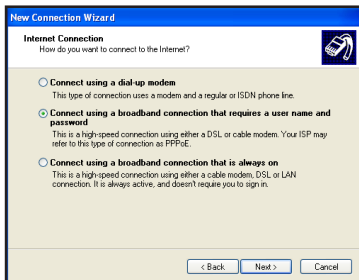 New Connection Wizard
Internet Connection
How do you want to connect to the Internet?
Connect using a dial-up modem
This type of connection uses a modem and a regular or ISDN phone line.
Connect using a broadband connection that requires a user name and
password
This is a high-speed connection using either a DSL or cable modem. Your ISP may
refer to this type of connection as PPPoE.
Connect using a broadband connection that is always on
This is a high-speed connection using either a cable modem, DSL or LAN
connection. It is always active, and doesn't require you to sign in.
< Back
Next >
Cancel